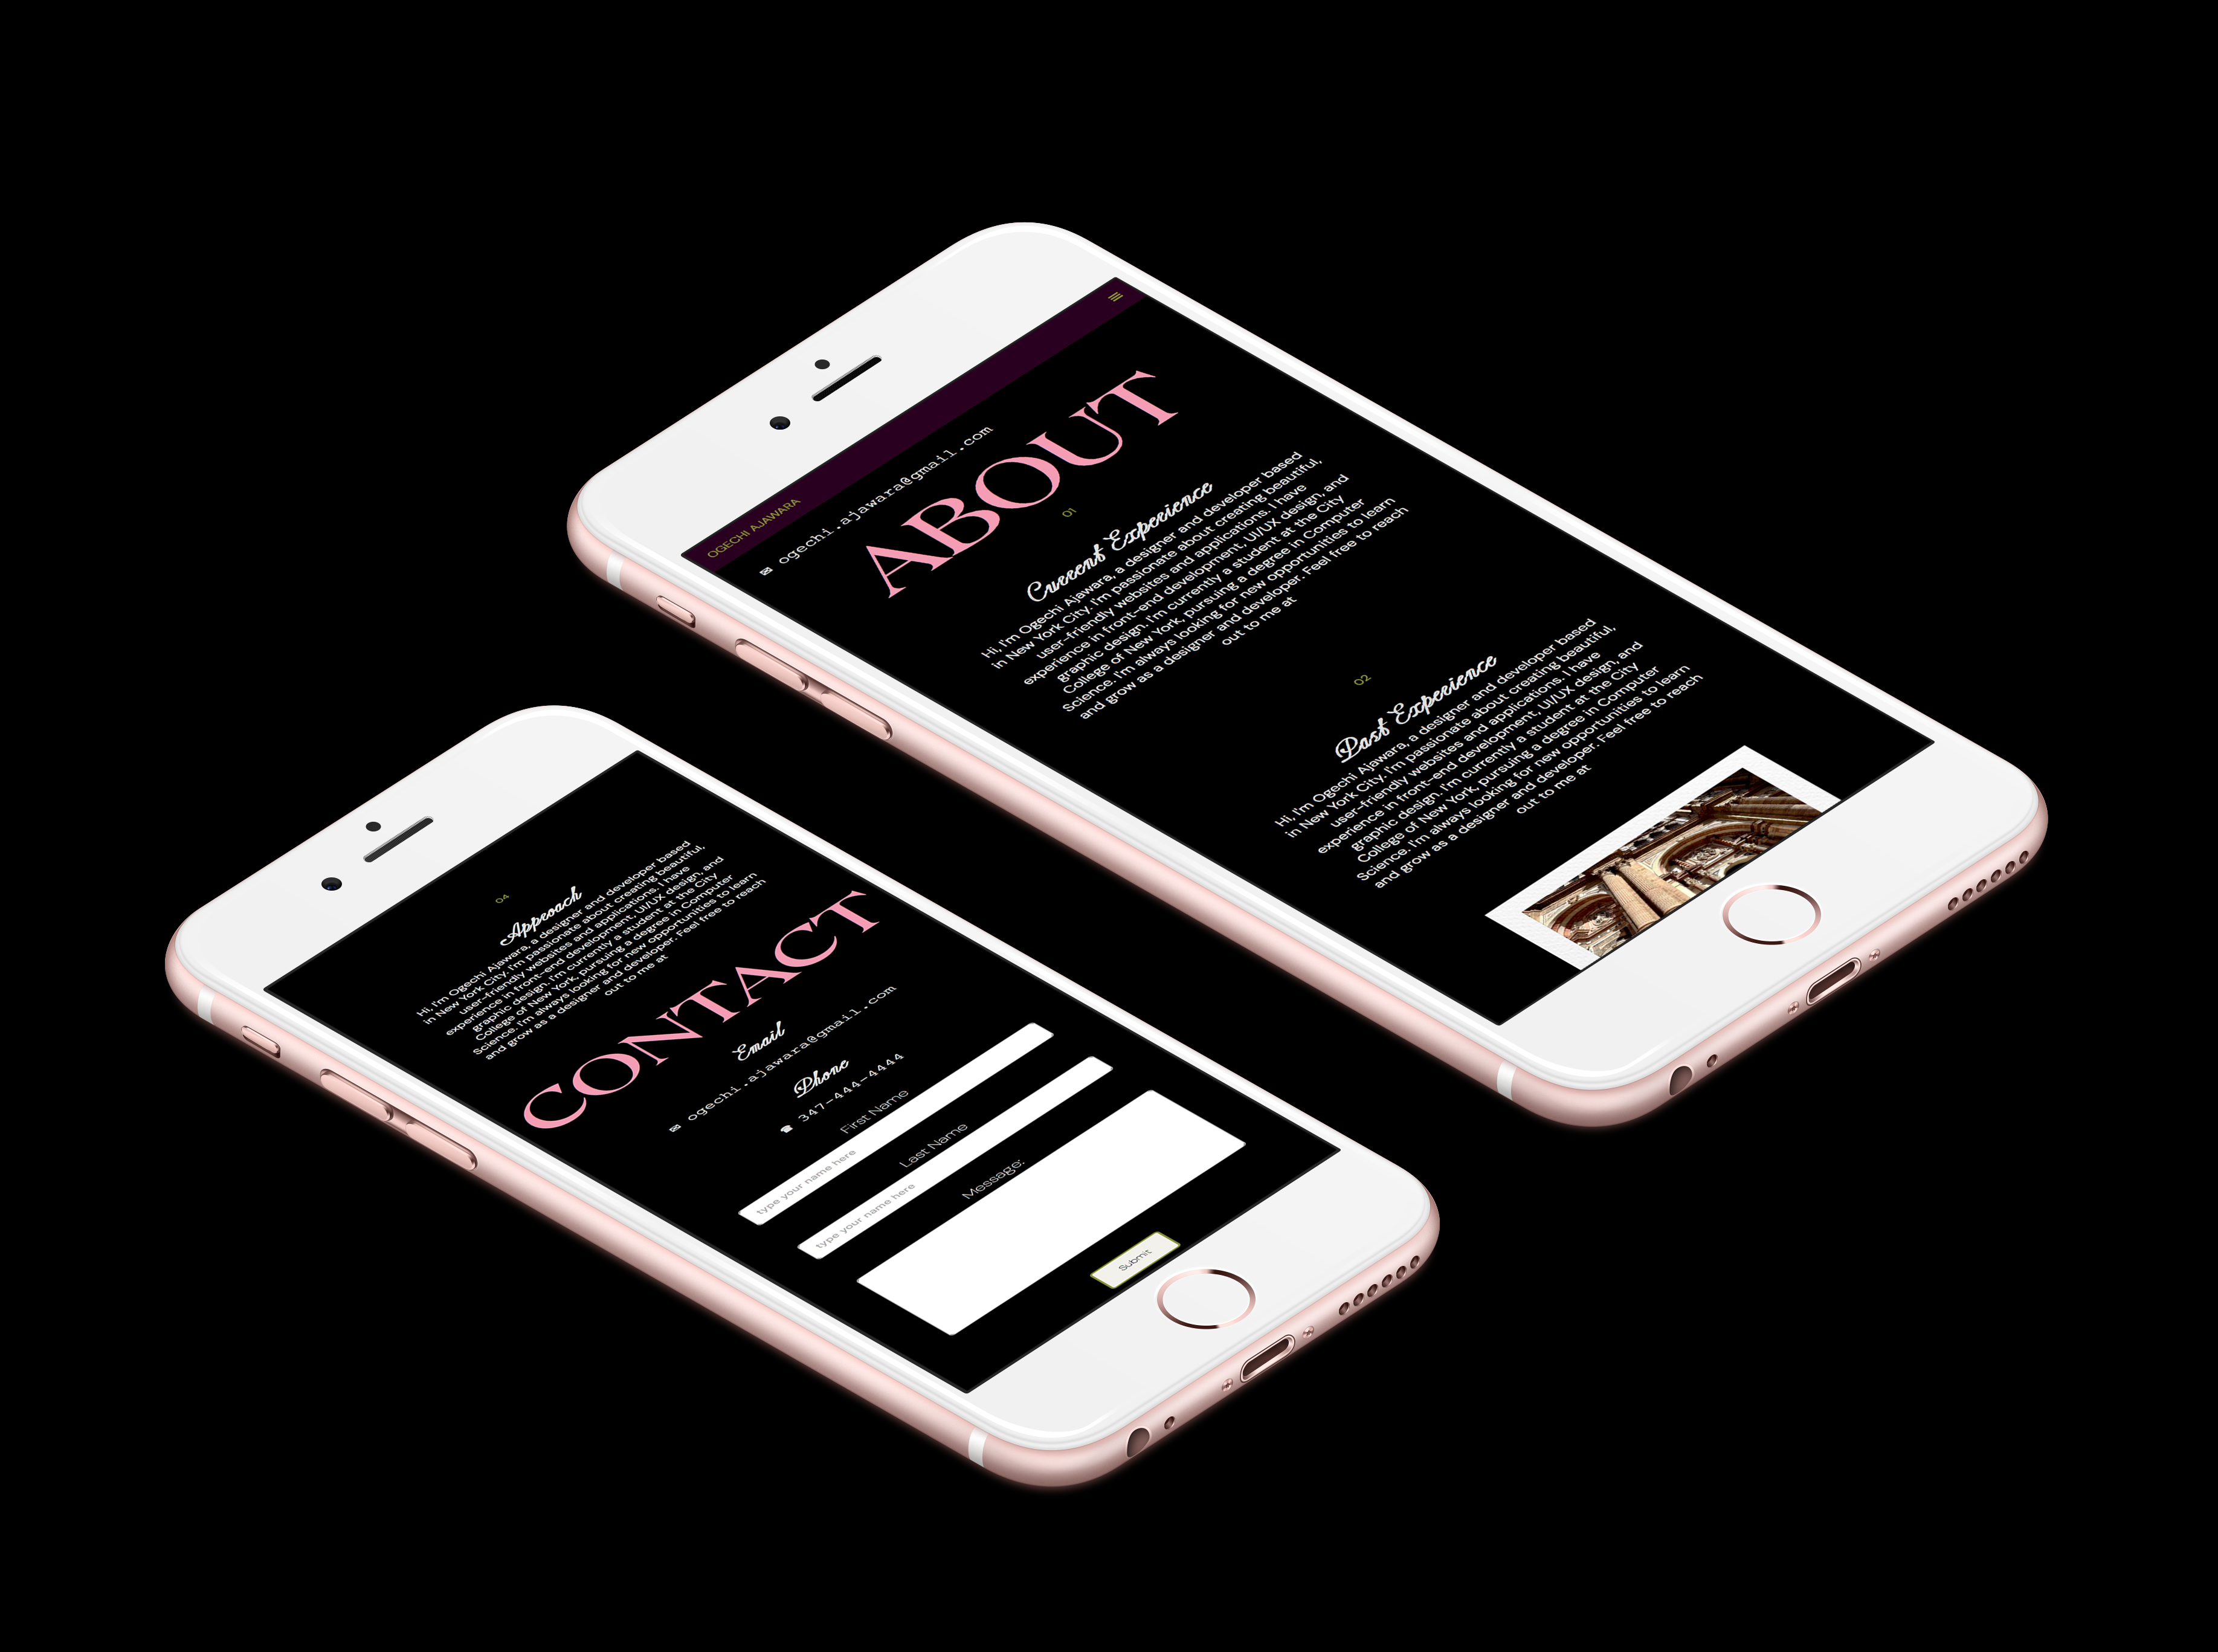 OGECHI AJAWARA
✉ ogechi.ajawara@gmail.com
ABOUT
01
Current Experience
Hi, I'm Ogechi Ajawara, a designer and developer based
in New York City. I'm passionate about creating beautiful,
user-friendly websites and applications. I have
experience in front-end development, UI/UX design, and
graphic design. I'm currently a student at the City
College of New York, pursuing a degree in Computer
Science. I'm always looking for new opportunities to learn
and grow as a designer and developer. Feel free to reach
out to me at
02
Past Experience
Hi, I'm Ogechi Ajawara, a designer and developer based
in New York City. I'm passionate about creating beautiful,
user-friendly websites and applications. I have
experience in front-end development, UI/UX design, and
graphic design. I'm currently a student at the City
College of New York, pursuing a degree in Computer
Science. I'm always looking for new opportunities to learn
and grow as a designer and developer. Feel free to reach
out to me at
04
Approach
Hi, I'm Ogechi Ajawara, a designer and developer based
in New York City. I'm passionate about creating beautiful,
user-friendly websites and applications. I have
experience in front-end development, UI/UX design, and
graphic design. I'm currently a student at the City
College of New York, pursuing a degree in Computer
Science. I'm always looking for new opportunities to learn
and grow as a designer and developer. Feel free to reach
out to me at
CONTACT
Email
✉ ogechi.ajawara@gmail.com
Phone
☎ 347-444-4444
First Name
type your name here
Last Name
type your name here
Message:
Submit